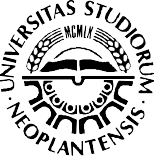 UNIVERSITAS STUDIORUM
MCMLX
· NEOPLANTENSIS ·